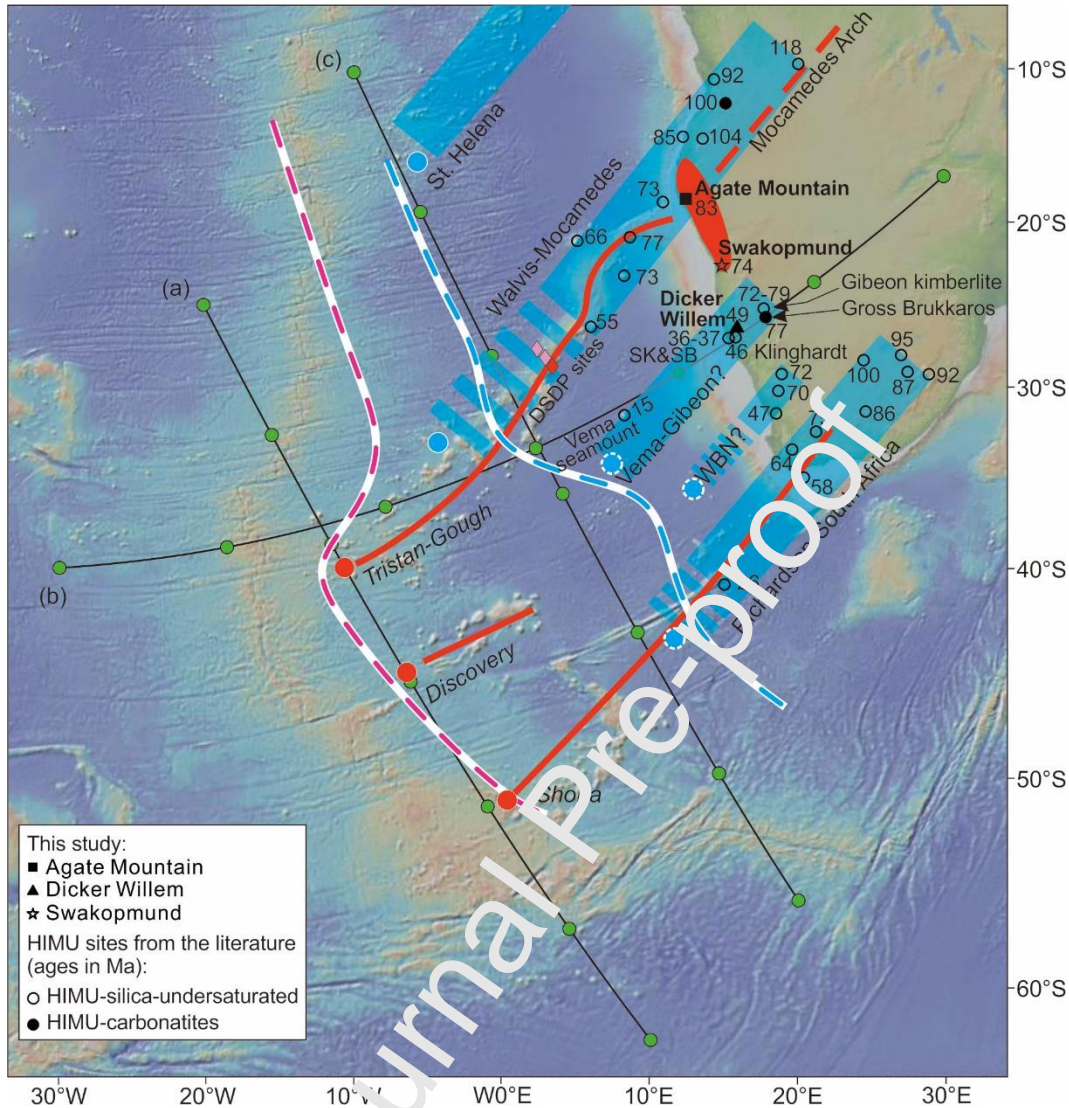 (c)
118
92
100
Mocamedes Arch
10°S
St. Helena
85
104
Walvis-Mocamedes
73
Agate Mountain
83
20°S
66
77
Swakopmund
74
73
(a)
72-79
Gibeon kimberlite
Dicker
Willem
49
Gross Brukkaros
55
36-37
77
46
Klinghardt
SK&SB
DSDP sites
95
72
100
87
92
30°S
70
15
Vema
seamount
47
86
Vema-Gibeon?
WBN?
64
58
Tristan-Gough
(b)
40°S
Richardson-South Africa
Discovery
Shona
50°S
This study:
■ Agate Mountain
▲ Dicker Willem
☆ Swakopmund
HIMU sites from the literature
(ages in Ma):
○ HIMU-silica-undersaturated
● HIMU-carbonatites
60°S
urnal Pre-proof
30°W
20°W
10°W
W0°E
10°E
20°E
30°E